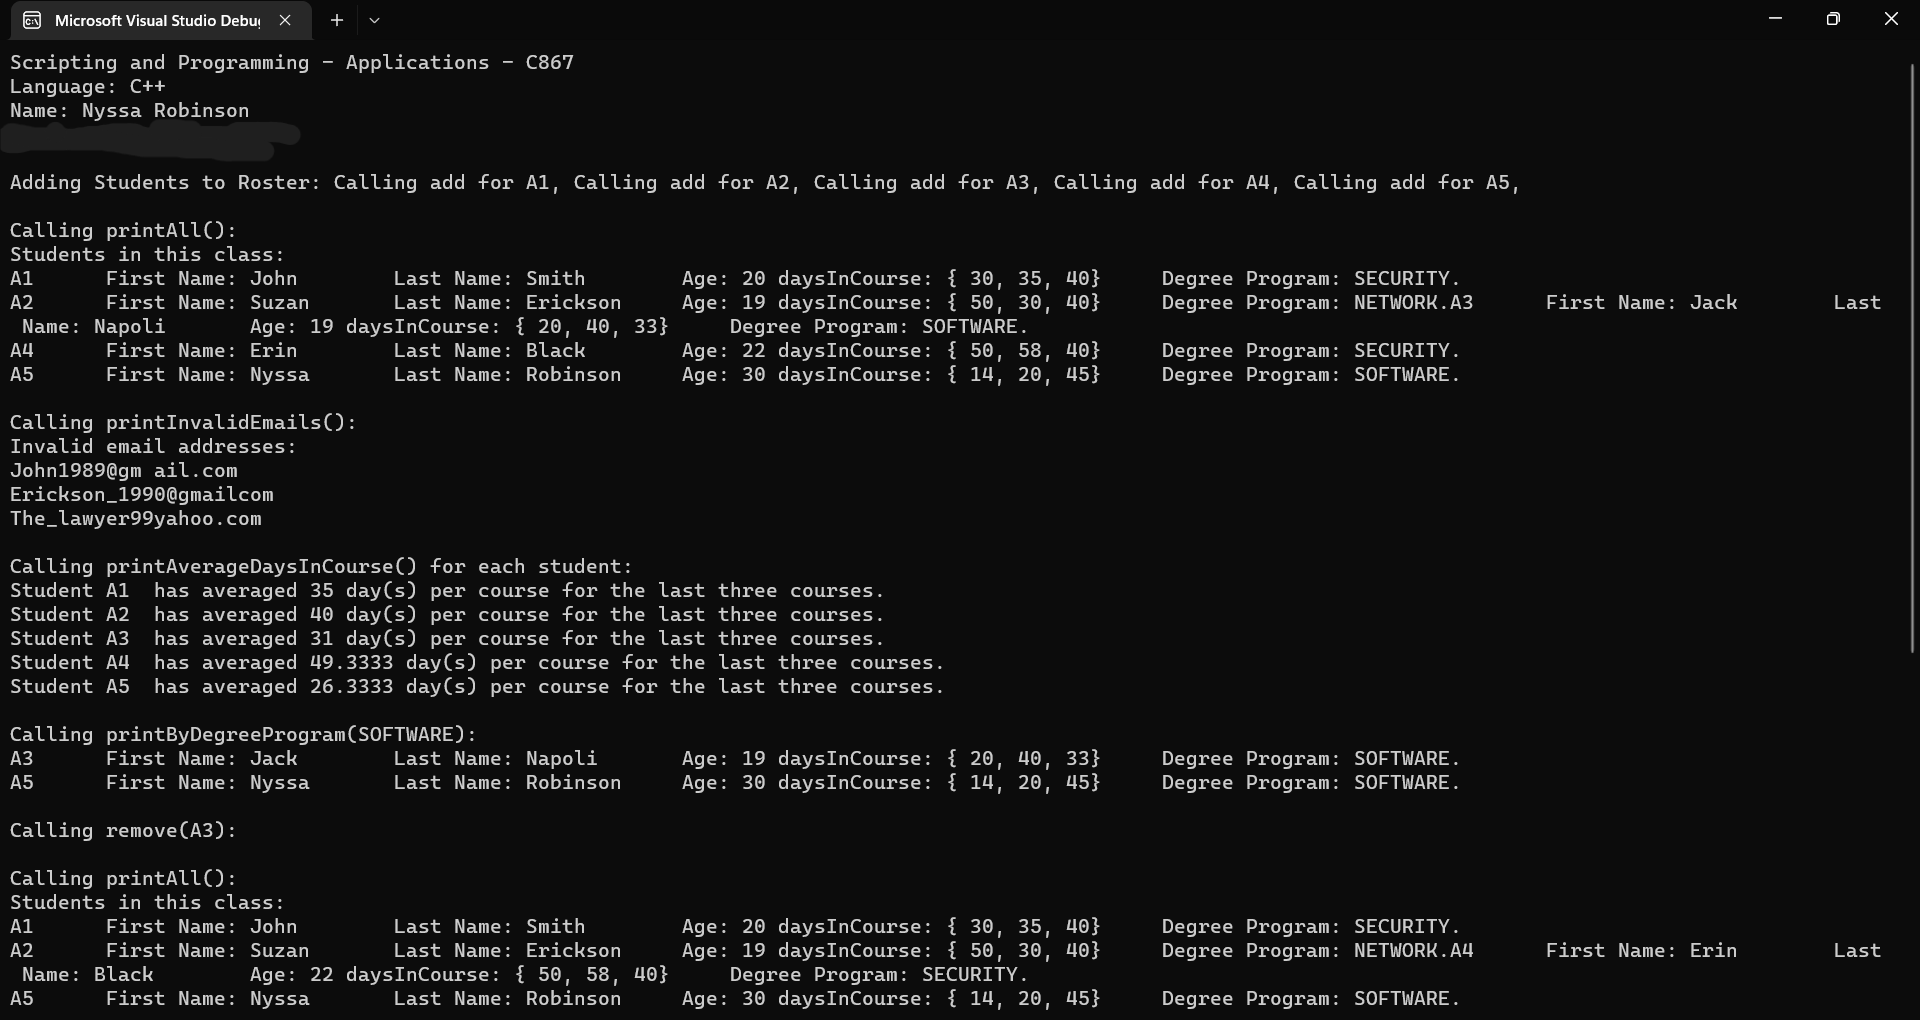 Microsoft Visual Studio Debu
Scripting and Programming - Applications - C867
Language: C++
Name: Nyssa Robinson
Adding Students to Roster: Calling add for A1, Calling add for A2, Calling add for A3, Calling add for A4, Calling add for A5,
Calling printAll():
Students in this class:
A1 First Name: John Last Name: Smith Age: 20 daysInCourse: { 30, 35, 40} Degree Program: SECURITY.
A2 First Name: Suzan Last Name: Erickson Age: 19 daysInCourse: { 50, 30, 40} Degree Program: NETWORK.A3 First Name: Jack Last
Name: Napoli Age: 19 daysInCourse: { 20, 40, 33} Degree Program: SOFTWARE.
A4 First Name: Erin Last Name: Black Age: 22 daysInCourse: { 50, 58, 40} Degree Program: SECURITY.
A5 First Name: Nyssa Last Name: Robinson Age: 30 daysInCourse: { 14, 20, 45} Degree Program: SOFTWARE.
Calling printInvalidEmails():
Invalid email addresses:
John1989@gm ail.com
Erickson_1990@gmailcom
The_lawyer99yahoo.com
Calling printAverageDaysInCourse() for each student:
Student A1 has averaged 35 day(s) per course for the last three courses.
Student A2 has averaged 40 day(s) per course for the last three courses.
Student A3 has averaged 31 day(s) per course for the last three courses.
Student A4 has averaged 49.3333 day(s) per course for the last three courses.
Student A5 has averaged 26.3333 day(s) per course for the last three courses.
Calling printByDegreeProgram(SOFTWARE):
A3 First Name: Jack Last Name: Napoli Age: 19 daysInCourse: { 20, 40, 33} Degree Program: SOFTWARE.
A5 First Name: Nyssa Last Name: Robinson Age: 30 daysInCourse: { 14, 20, 45} Degree Program: SOFTWARE.
Calling remove(A3):
Calling printAll():
Students in this class:
A1 First Name: John Last Name: Smith Age: 20 daysInCourse: { 30, 35, 40} Degree Program: SECURITY.
A2 First Name: Suzan Last Name: Erickson Age: 19 daysInCourse: { 50, 30, 40} Degree Program: NETWORK.A4 First Name: Erin Last
Name: Black Age: 22 daysInCourse: { 50, 58, 40} Degree Program: SECURITY.
A5 First Name: Nyssa Last Name: Robinson Age: 30 daysInCourse: { 14, 20, 45} Degree Program: SOFTWARE.